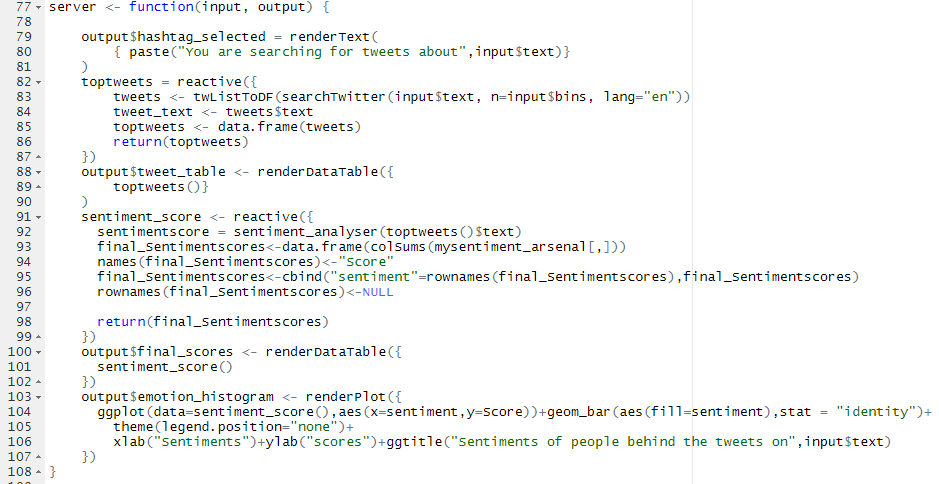 77 server <- function(input, output) {
78
79     output$hashtag_selected = renderText(
80         { paste("You are searching for tweets about",input$text)}
81     )
82     toptweets = reactive({
83         tweets <- twListToDF(searchTwitter(input$text, n=input$bins, lang="en"))
84         tweet_text <- tweets$text
85         toptweets <- data.frame(tweets)
86         return(toptweets)
87     })
88     output$tweet_table <- renderDataTable({
89         toptweets()}
90     )
91     sentiment_score <- reactive({
92       sentimentscore = sentiment_analyser(toptweets()$text)
93       final_Sentimentscores<-data.frame(colSums(mysentiment_arsenal[,]))
94       names(final_Sentimentscores)<-"Score"
95       final_Sentimentscores<-cbind("sentiment"=rownames(final_Sentimentscores),final_Sentimentscores)
96       rownames(final_Sentimentscores)<-NULL
97
98       return(final_Sentimentscores)
99     })
100     output$final_scores <- renderDataTable({
101       sentiment_score()
102     })
103     output$emotion_histogram <- renderPlot({
104       ggplot(data=sentiment_score(),aes(x=sentiment,y=Score))+geom_bar(aes(fill=sentiment),stat = "identity")+
105         theme(legend.position="none")+
106         xlab("Sentiments")+ylab("scores")+ggtitle("Sentiments of people behind the tweets on",input$text)
107     })
108 }